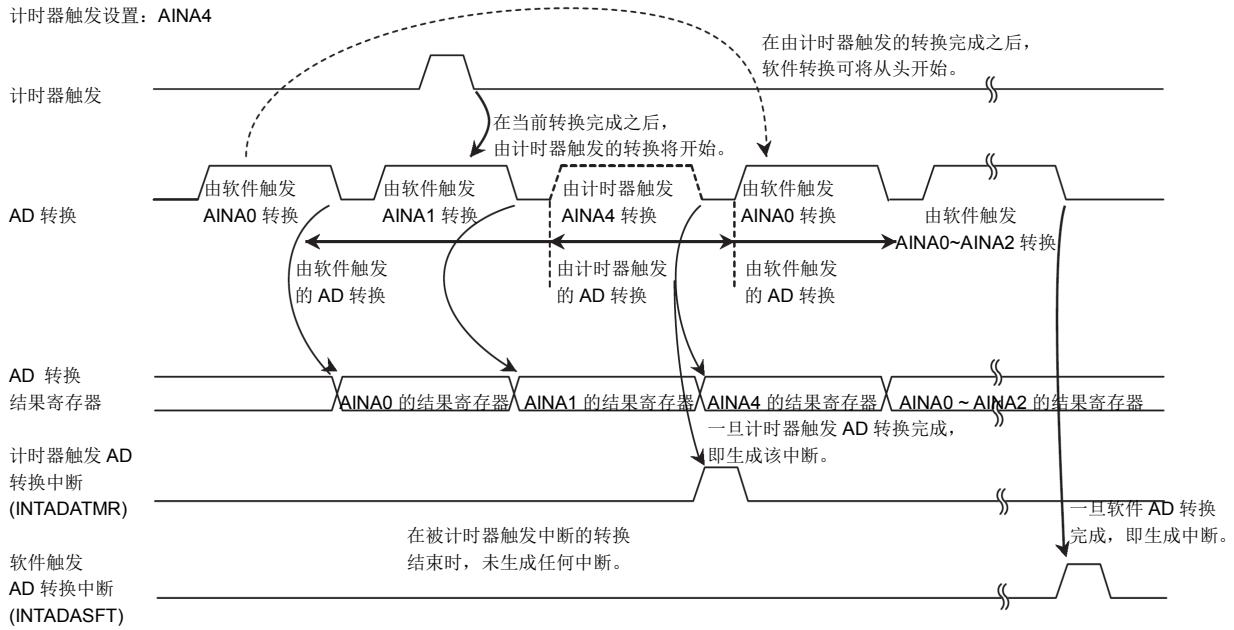 计时器触发设置：AINA4
在由计时器触发的转换完成之后，
软件转换可将从头开始。
计时器触发
在当前转换完成之后，
由计时器触发的转换将开始。
AD 转换
由软件触发
AINA0 转换
由软件触发
AINA1 转换
由计时器触发
AINA4 转换
由软件触发
AINA0 转换
由软件触发
AINA0~AINA2 转换
由软件触发
的 AD 转换
由计时器触发
的 AD 转换
由软件触发
的 AD 转换
AD 转换
结果寄存器
AINA0 的结果寄存器
AINA1 的结果寄存器
AINA4 的结果寄存器
AINA0 ~ AINA2 的结果寄存器
一旦计时器触发 AD 转换完成，
即生成该中断。
计时器触发 AD
转换中断
(INTADATMR)
在被计时器触发中断的转换
结束时，未生成任何中断。
一旦软件 AD 转换
完成，即生成中断。
软件触发
AD 转换中断
(INTADASFT)